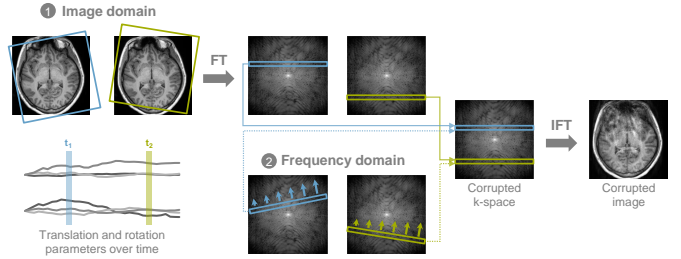 1 Image domain
FT
t1
t2
Translation and rotation
parameters over time
2 Frequency domain
Corrupted
k-space
IFT
Corrupted
image